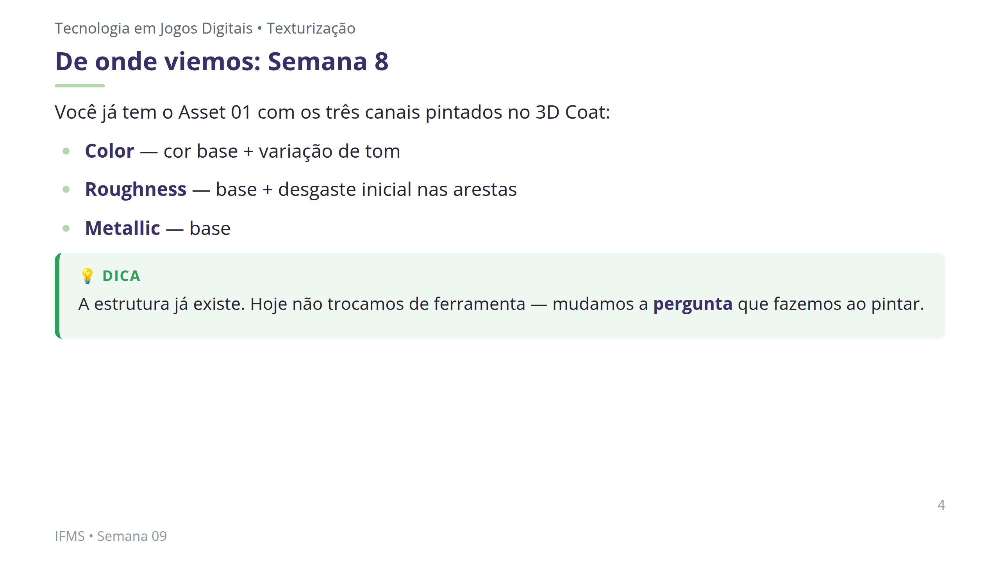 Tecnologia em Jogos Digitais • Texturização
De onde viemos: Semana 8
Você já tem o Asset 01 com os três canais pintados no 3D Coat:
• Color — cor base + variação de tom
• Roughness — base + desgaste inicial nas arestas
• Metallic — base
💡 DICA
A estrutura já existe. Hoje não trocamos de ferramenta — mudamos a pergunta que fazemos ao pintar.
4
IFMS • Semana 09